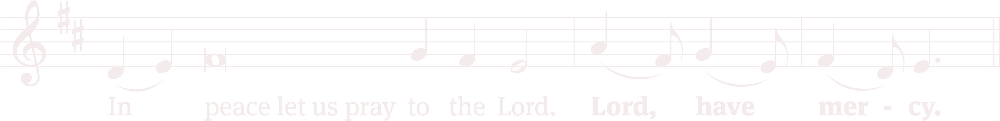 In peace let us pray to the Lord. Lord, have mer - cy.